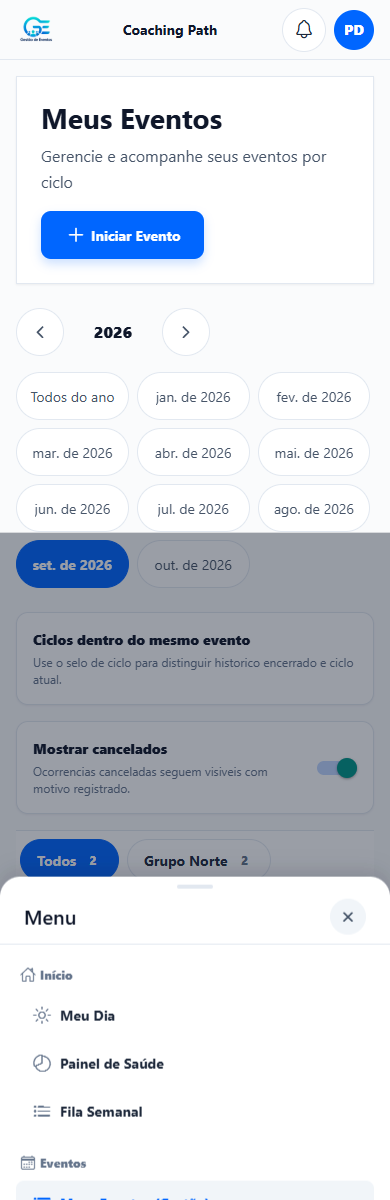 GE
Gestão de Eventos
Coaching Path
PD
Meus Eventos
Gerencie e acompanhe seus eventos por
ciclo
Iniciar Evento
2026
Todos do ano
jan. de 2026
fev. de 2026
mar. de 2026
abr. de 2026
mai. de 2026
jun. de 2026
jul. de 2026
ago. de 2026
set. de 2026
out. de 2026
Ciclos dentro do mesmo evento
Use o selo de ciclo para distinguir historico encerrado e ciclo
atual.
Mostrar cancelados
Ocorrencias canceladas seguem visiveis com
motivo registrado.
Todos 2
Grupo Norte 2
Menu
Início
Meu Dia
Painel de Saúde
Fila Semanal
Eventos